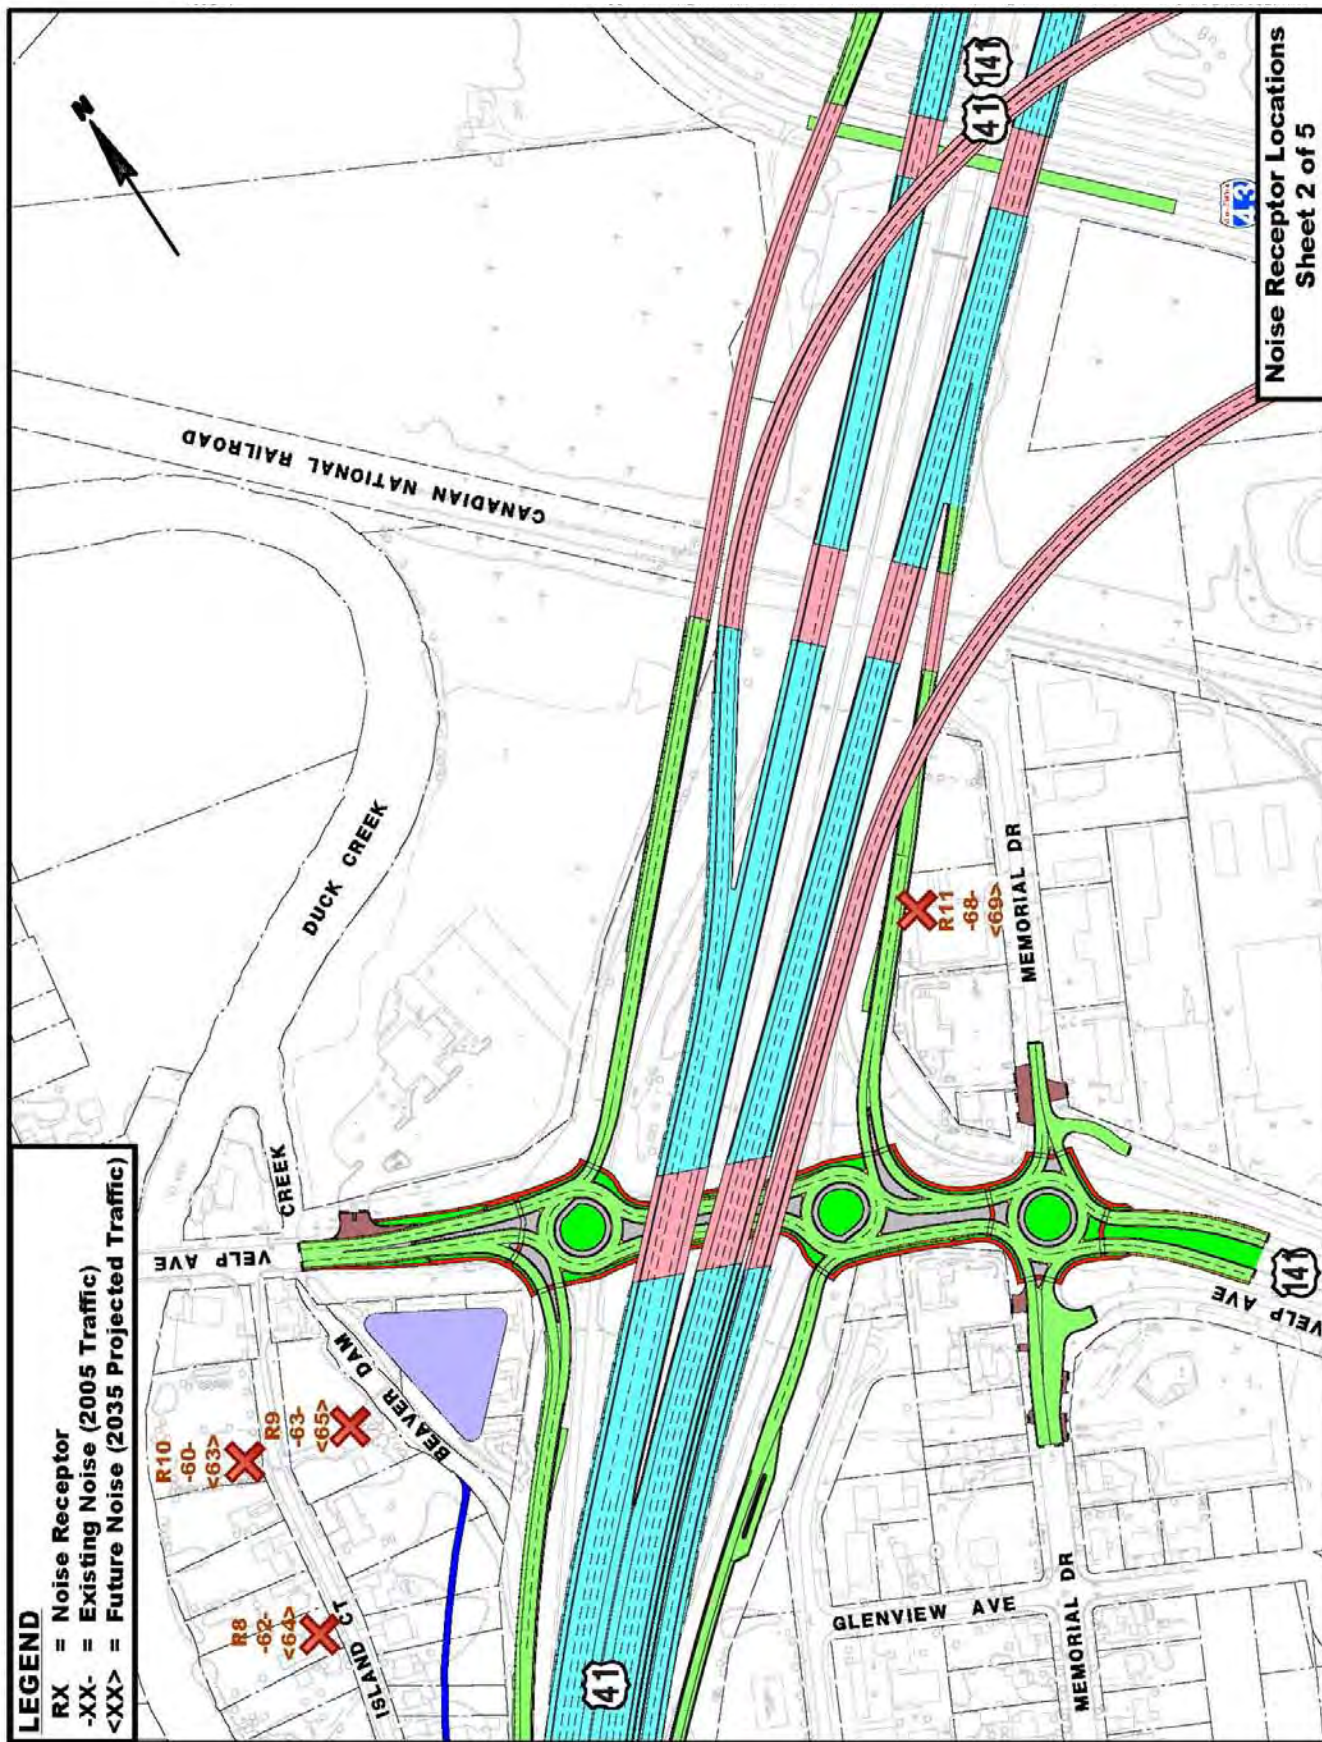 LEGEND
RX = Noise Receptor
-XX- = Existing Noise (2005 Traffic)
<XX> = Future Noise (2035 Projected Traffic)
N
41
141
43
Noise Receptor Locations
Sheet 2 of 5
CANADIAN NATIONAL RAILROAD
DUCK CREEK
CREEK
VELP AVE
BEAVER DAM
R10
-60-
<63>
R9
-63-
<65>
R8
-62-
<64>
ISLAND CT
R11
-68-
<69>
MEMORIAL DR
41
GLENVIEW AVE
MEMORIAL DR
VELP AVE
141